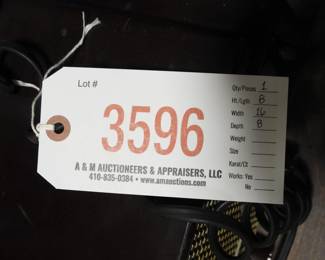 Lot #
3596
A & M AUCTIONEERS & APPRAISERS, LLC
410-835-0384 • www.amauctions.com
Qty/Pieces 1
Ht/Lgth 8
Width 16
Depth 8
Weight
Size
Karat/Ct
Works: Yes
No